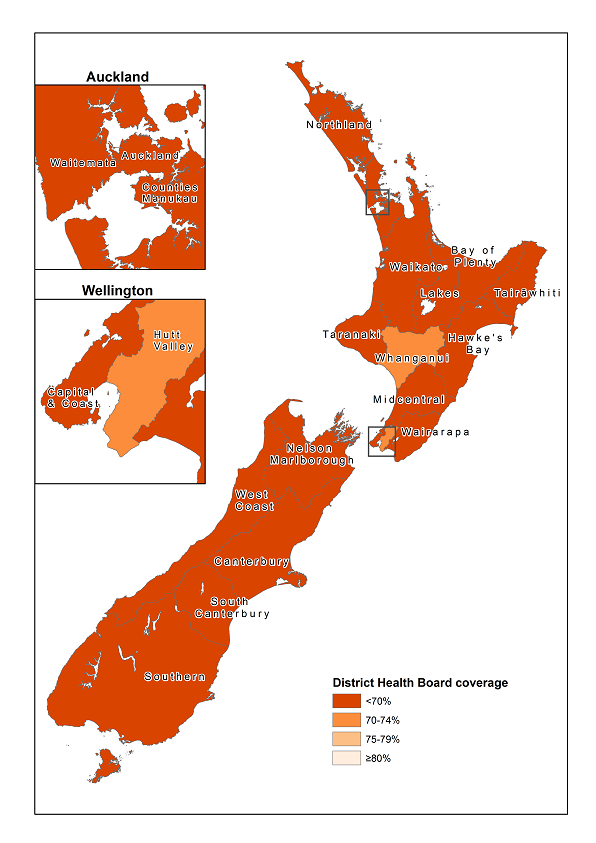 Auckland
Waitematā
Auckland
Counties
Manukau
Wellington
Hutt
Valley
Capital
& Coast
Northland
Bay of
Plenty
Waikato
Lakes
Tairāwhiti
Taranaki
Hawke's
Bay
Whanganui
Midcentral
Wairarapa
Nelson
Marlborough
West
Coast
Canterbury
South
Canterbury
Southern
District Health Board coverage
<70%
70-74%
75-79%
≥80%